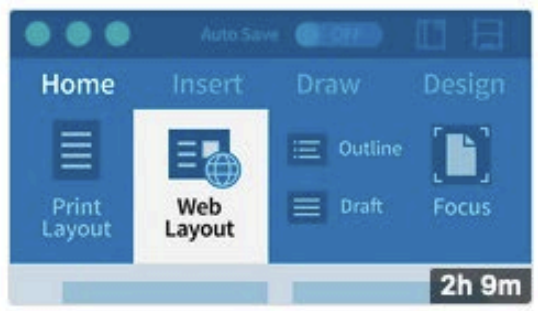 Auto Save OFF
Home Insert Draw Design
Print Layout
Web Layout
Outline
Draft
Focus
2h 9m